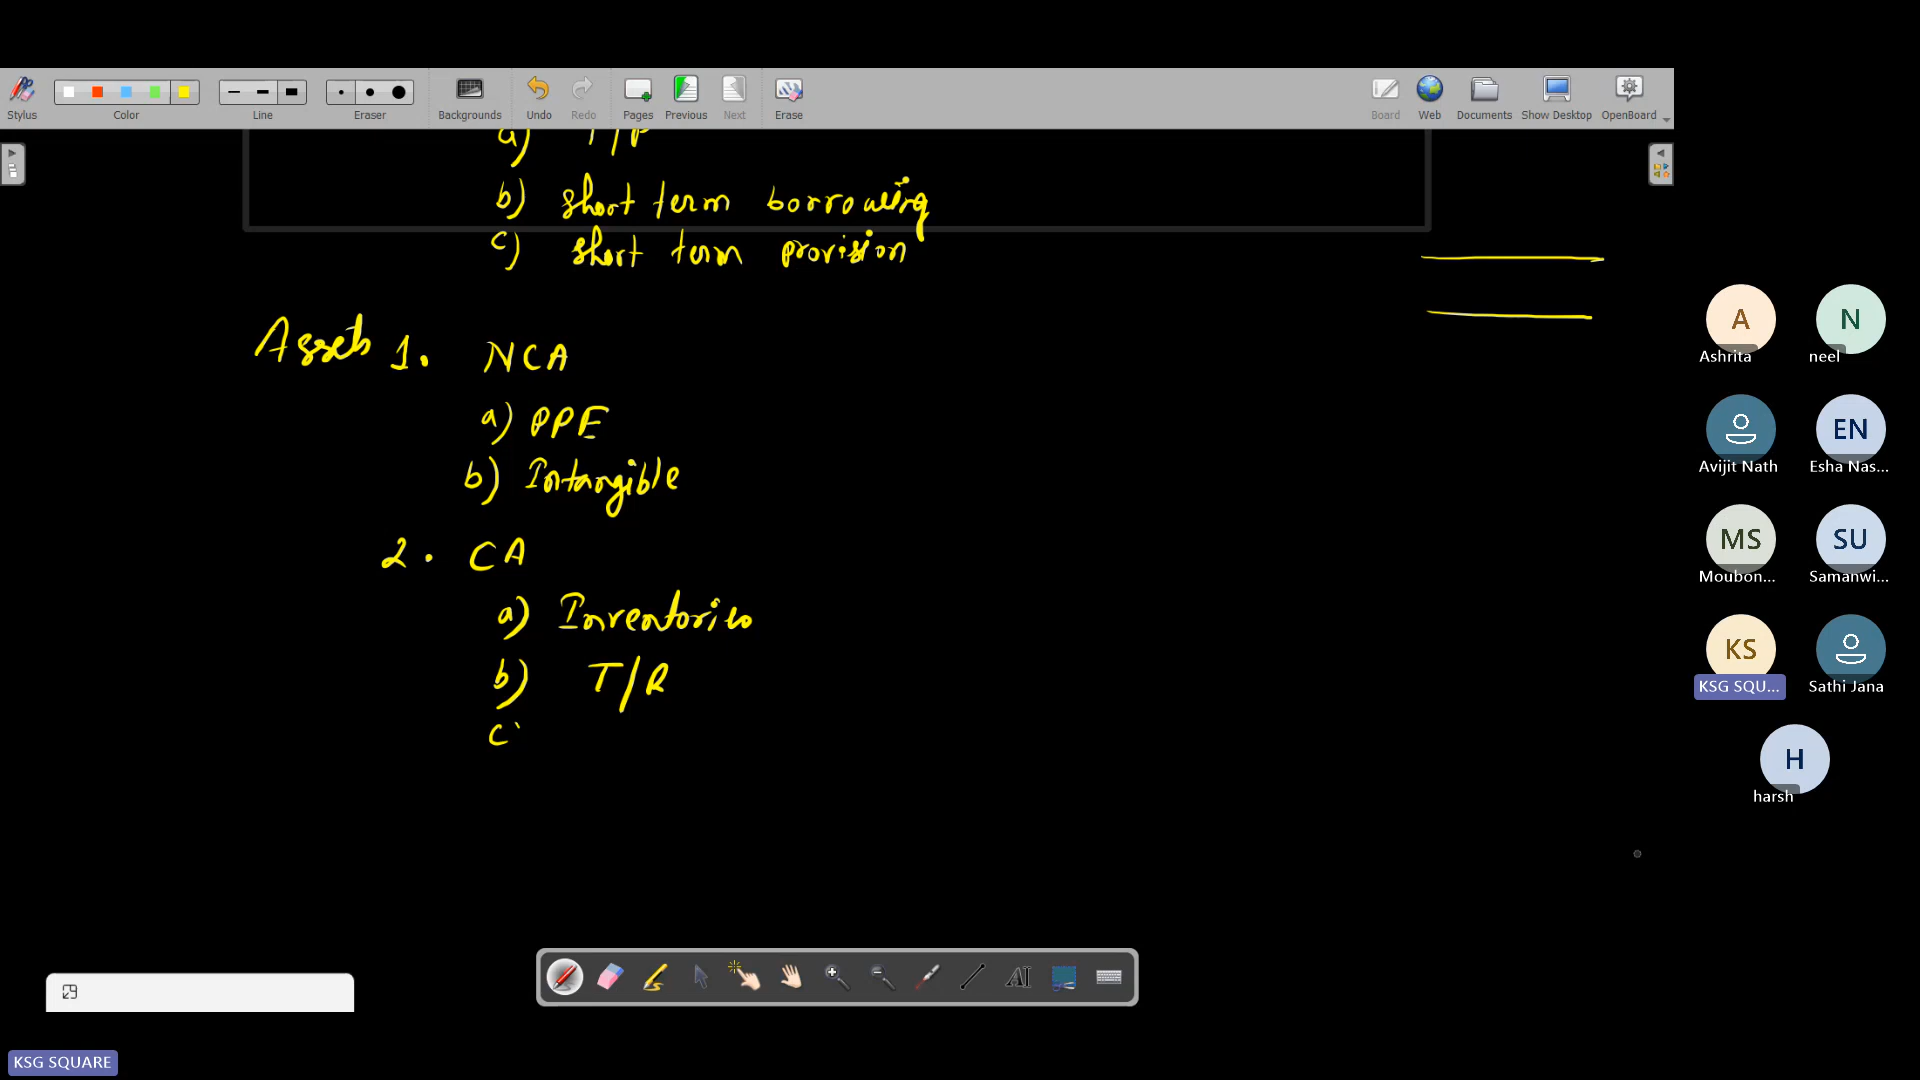 Stylus
Color
Line
Eraser
Backgrounds
Undo
Redo
Pages
Previous
Next
Erase
Board
Web
Documents
Show Desktop
OpenBoard
a) T/P
b) short term borrowing
c) short term provision
Assets 1. NCA
a) PPE
b) Intangible
2. CA
a) Inventories
b) T/R
c)
A
Ashrita
N
neel
Avijit Nath
EN
Esha Nas...
MS
Moubon...
SU
Samanwi...
KS
KSG SQU...
Sathi Jana
H
harsh
AI
KSG SQUARE